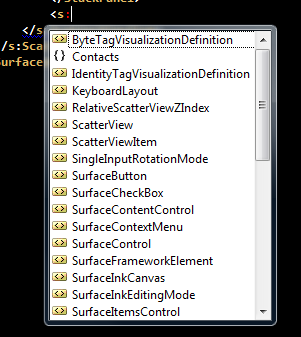 </StackPanel>
<s:
</s
</s:Sca
Surface
ByteTagVisualizationDefinition
{} Contacts
IdentityTagVisualizationDefinition
KeyboardLayout
RelativeScatterViewZIndex
ScatterView
ScatterViewItem
SingleInputRotationMode
SurfaceButton
SurfaceCheckBox
SurfaceContentControl
SurfaceContextMenu
SurfaceControl
SurfaceFrameworkElement
SurfaceInkCanvas
SurfaceInkEditingMode
SurfaceItemsControl